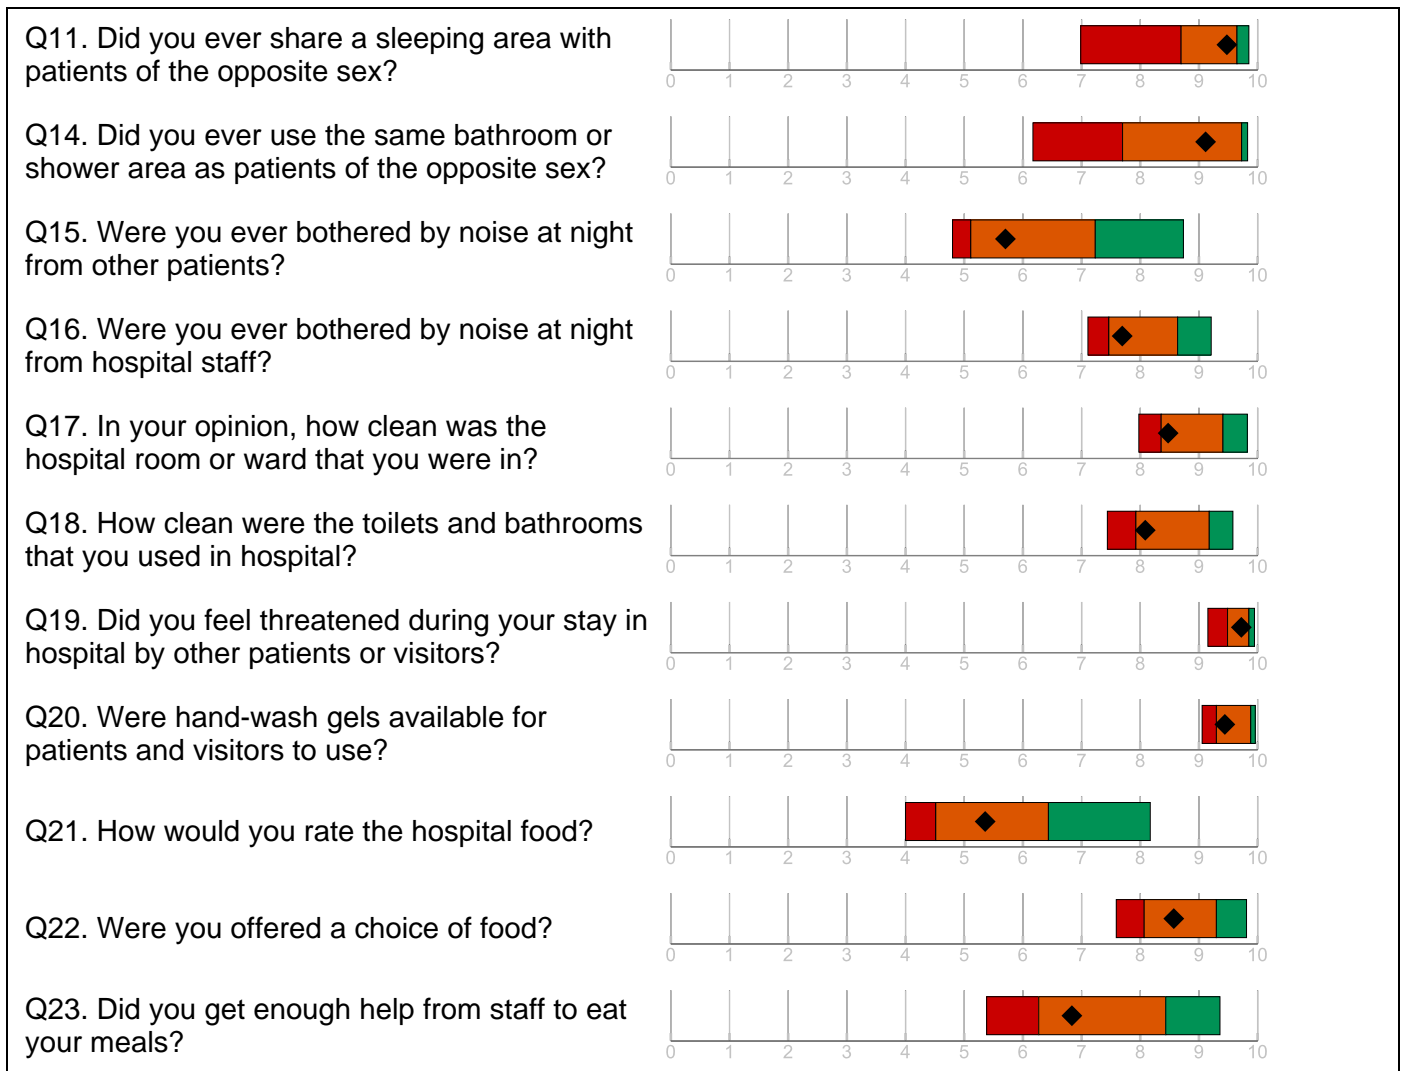 Q11. Did you ever share a sleeping area with
patients of the opposite sex?
0 1 2 3 4 5 6 7 8 9 10
Q14. Did you ever use the same bathroom or
shower area as patients of the opposite sex?
0 1 2 3 4 5 6 7 8 9 10
Q15. Were you ever bothered by noise at night
from other patients?
0 1 2 3 4 5 6 7 8 9 10
Q16. Were you ever bothered by noise at night
from hospital staff?
0 1 2 3 4 5 6 7 8 9 10
Q17. In your opinion, how clean was the
hospital room or ward that you were in?
0 1 2 3 4 5 6 7 8 9 10
Q18. How clean were the toilets and bathrooms
that you used in hospital?
0 1 2 3 4 5 6 7 8 9 10
Q19. Did you feel threatened during your stay in
hospital by other patients or visitors?
0 1 2 3 4 5 6 7 8 9 10
Q20. Were hand-wash gels available for
patients and visitors to use?
0 1 2 3 4 5 6 7 8 9 10
Q21. How would you rate the hospital food?
0 1 2 3 4 5 6 7 8 9 10
Q22. Were you offered a choice of food?
0 1 2 3 4 5 6 7 8 9 10
Q23. Did you get enough help from staff to eat
your meals?
0 1 2 3 4 5 6 7 8 9 10